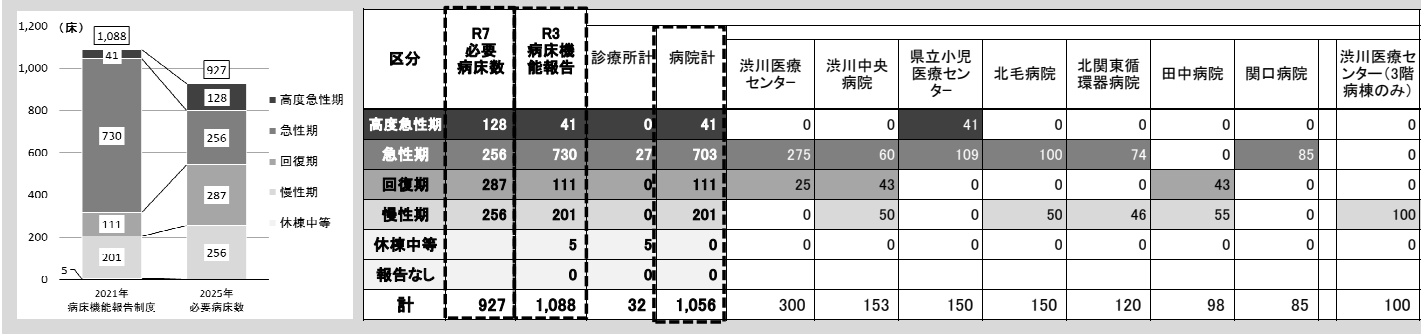 1,200 （床）
1,088
1,000
41
927
128
800
730
256
600
400
287
111
200
201
256
5
0
2021年
病床機能報告制度
2025年
必要病床数
高度急性期
急性期
回復期
慢性期
休棟中等
区分 R7 必要 病床数 R3 病床機 能報告 診療所計 病院計 渋川医療 センター 渋川中央 病院 県立小児 医療セン ター 北毛病院 北関東循 環器病院 田中病院 関口病院 渋川医療セ ンター（3階 病棟のみ）
高度急性期 128 41 0 41 0 0 41 0 0 0 0 0
急性期 256 730 27 703 275 60 109 100 74 0 85 0
回復期 287 111 0 111 25 43 0 0 0 43 0 0
慢性期 256 201 0 201 0 50 0 50 46 55 0 100
休棟中等 5 5 0 0 0 0 0 0 0 0 0
報告なし 0 0 0
計 927 1,088 32 1,056 300 153 150 150 120 98 85 100